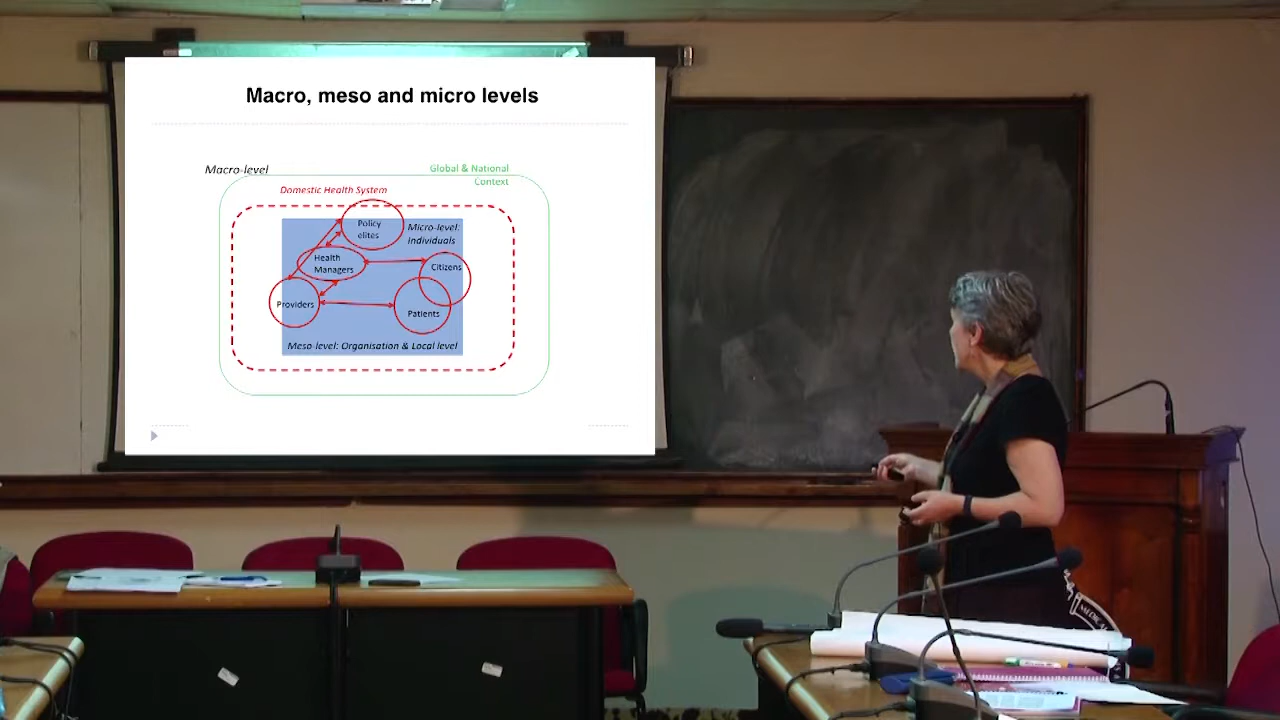 Macro, meso and micro levels
Macro-level
Global & National
Context
Domestic Health System
Policy
elites
Micro-level:
individuals
Health
Managers
Citizens
Providers
Patients
Meso-level: Organisation & Local level